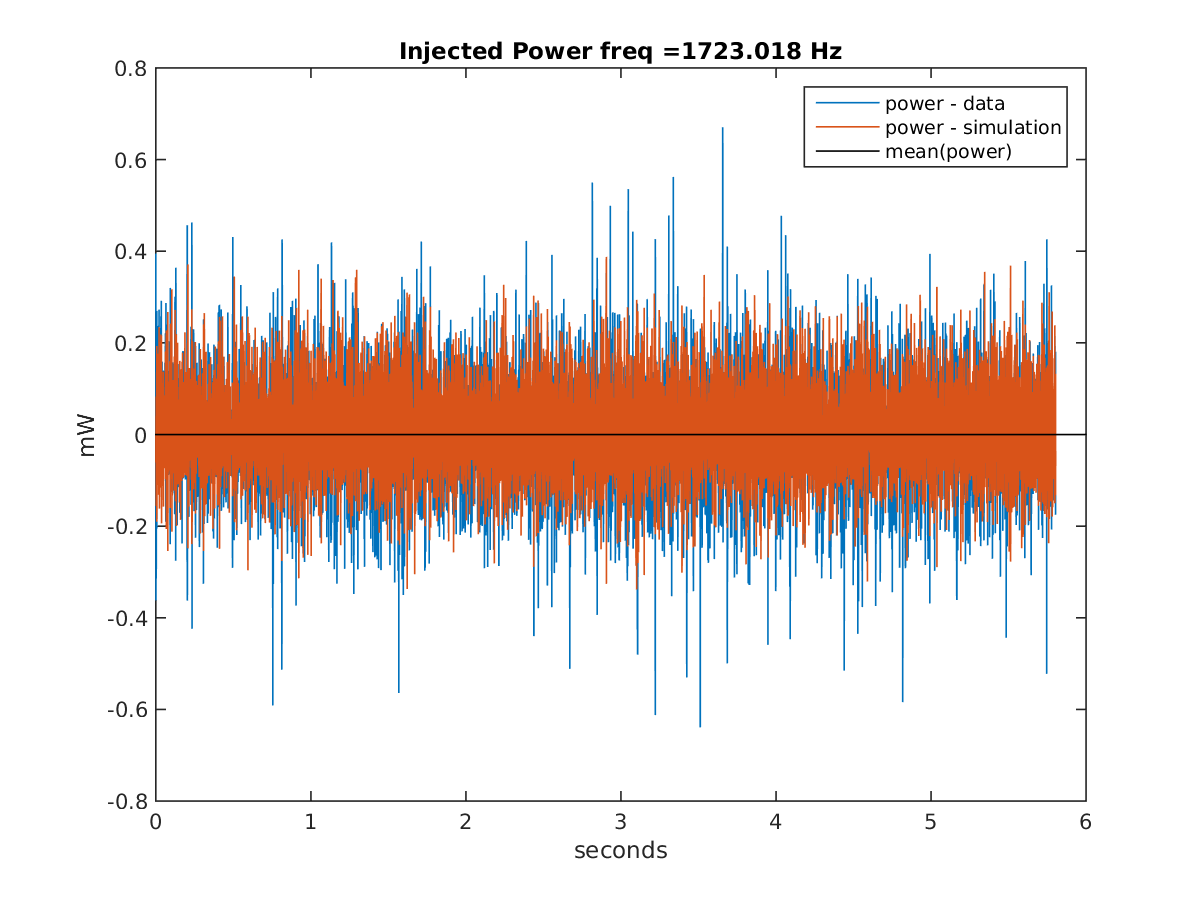 Injected Power freq =1723.018 Hz
power - data
power - simulation
mean(power)
0.8
0.6
0.4
0.2
0
-0.2
-0.4
-0.6
-0.8
mW
0 1 2 3 4 5 6
seconds